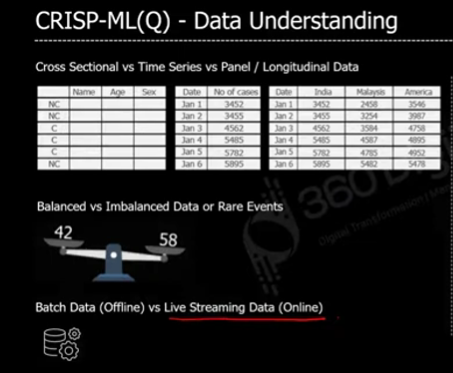 CRISP-ML(Q) - Data Understanding
Cross Sectional vs Time Series vs Panel / Longitudinal Data
Name Age Sex Date No of cases Date India Malaysis America
NC Jan 1 3452 Jan 1 3452 2458 3546
NC Jan 2 3455 Jan 2 3455 3254 3987
C Jan 3 4562 Jan 3 4562 3584 4758
C Jan 4 5485 Jan 4 5485 4587 4895
C Jan 5 5782 Jan 5 5782 4785 4952
NC Jan 6 5895 Jan 6 5895 5482 5478
360
Digital Transformation
Balanced vs Imbalanced Data or Rare Events
42
58
Batch Data (Offline) vs Live Streaming Data (Online)